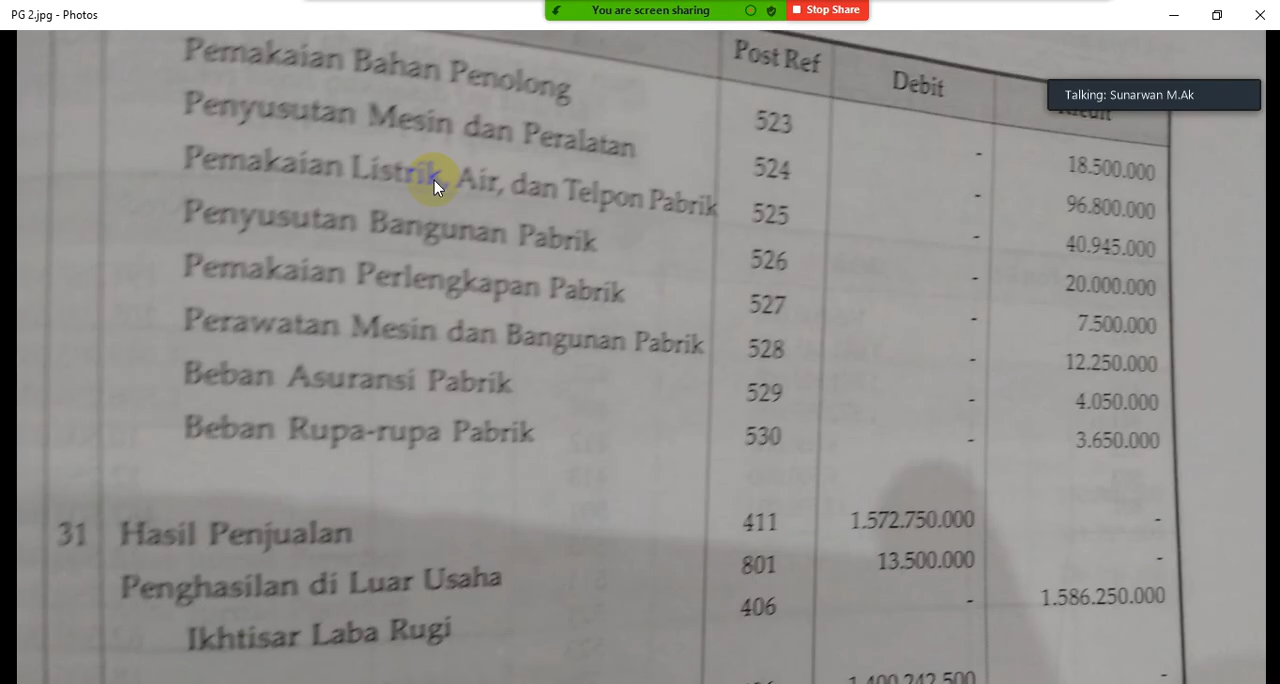 PG 2.jpg - Photos
You are screen sharing
Stop Share
Talking: Sunarwan M.Ak
Post Ref Debit Kredit
Pemakaian Bahan Penolong 523 - 18.500.000
Penyusutan Mesin dan Peralatan 524 - 96.800.000
Pemakaian Listrik, Air, dan Telpon Pabrik 525 - 40.945.000
Penyusutan Bangunan Pabrik 526 - 20.000.000
Pemakaian Perlengkapan Pabrik 527 - 7.500.000
Perawatan Mesin dan Bangunan Pabrik 528 - 12.250.000
Beban Asuransi Pabrik 529 - 4.050.000
Beban Rupa-rupa Pabrik 530 - 3.650.000
31 Hasil Penjualan 411 1.572.750.000 -
Penghasilan di Luar Usaha 801 13.500.000 -
Ikhtisar Laba Rugi 406 - 1.586.250.000
1.400.242.500 -